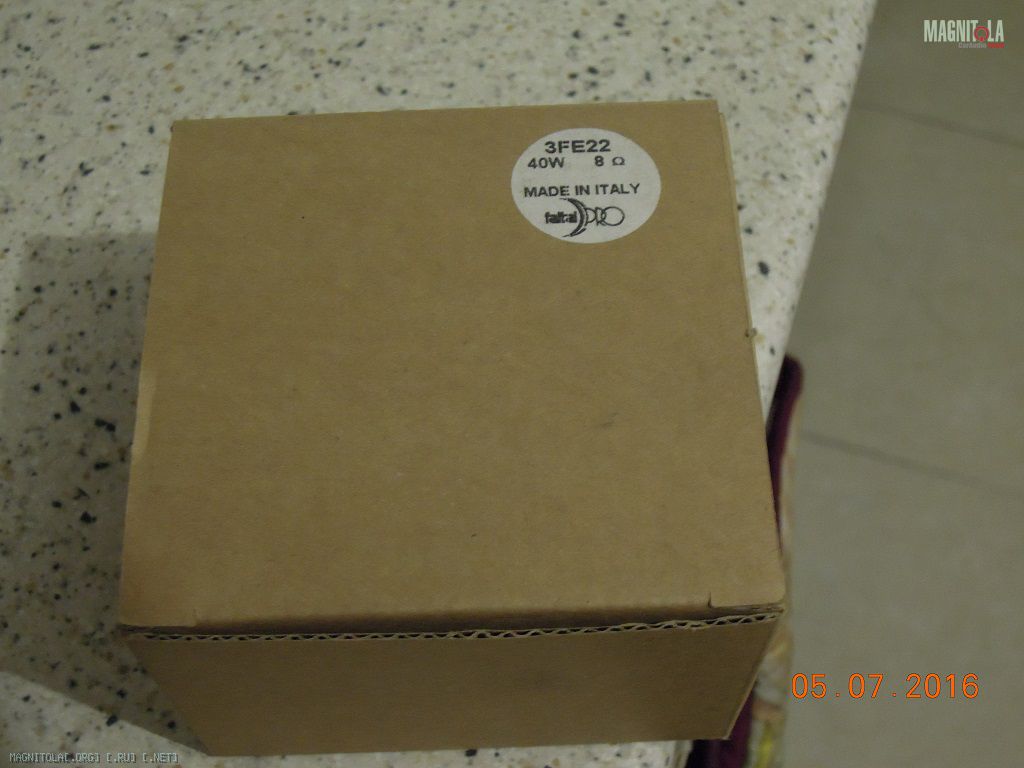 MAGNITOLA
3FE22
40W 8 Ω
MADE IN ITALY
faital PRO
05.07.2016
MAGNITOLA[.ORG] [.RU] [.NET]